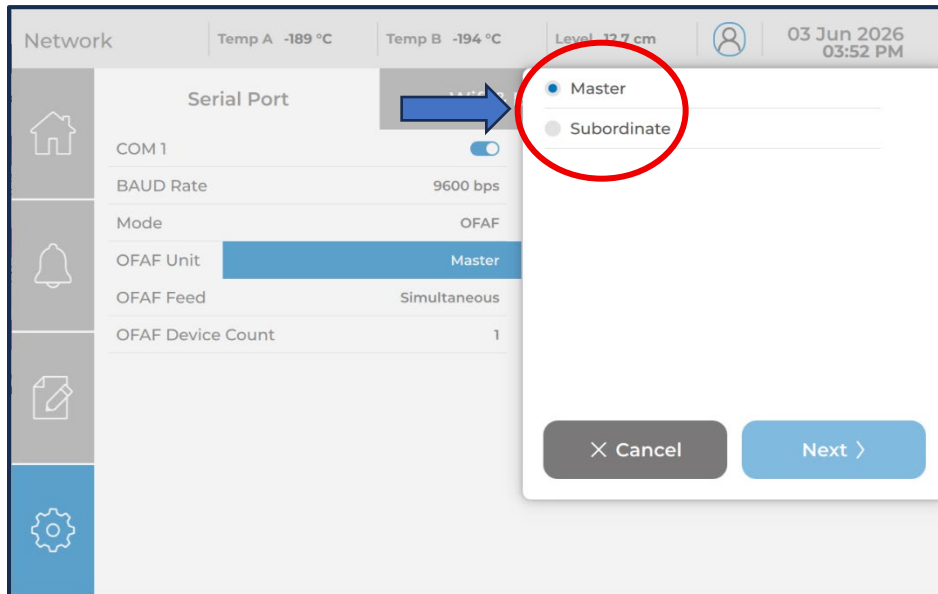 Network
Temp A -189 °C
Temp B -194 °C
Level 12.7 cm
03 Jun 2026
03:52 PM
Serial Port
COM 1
BAUD Rate 9600 bps
Mode OFAF
OFAF Unit Master
OFAF Feed Simultaneous
OFAF Device Count 1
Master
Subordinate
Cancel
Next